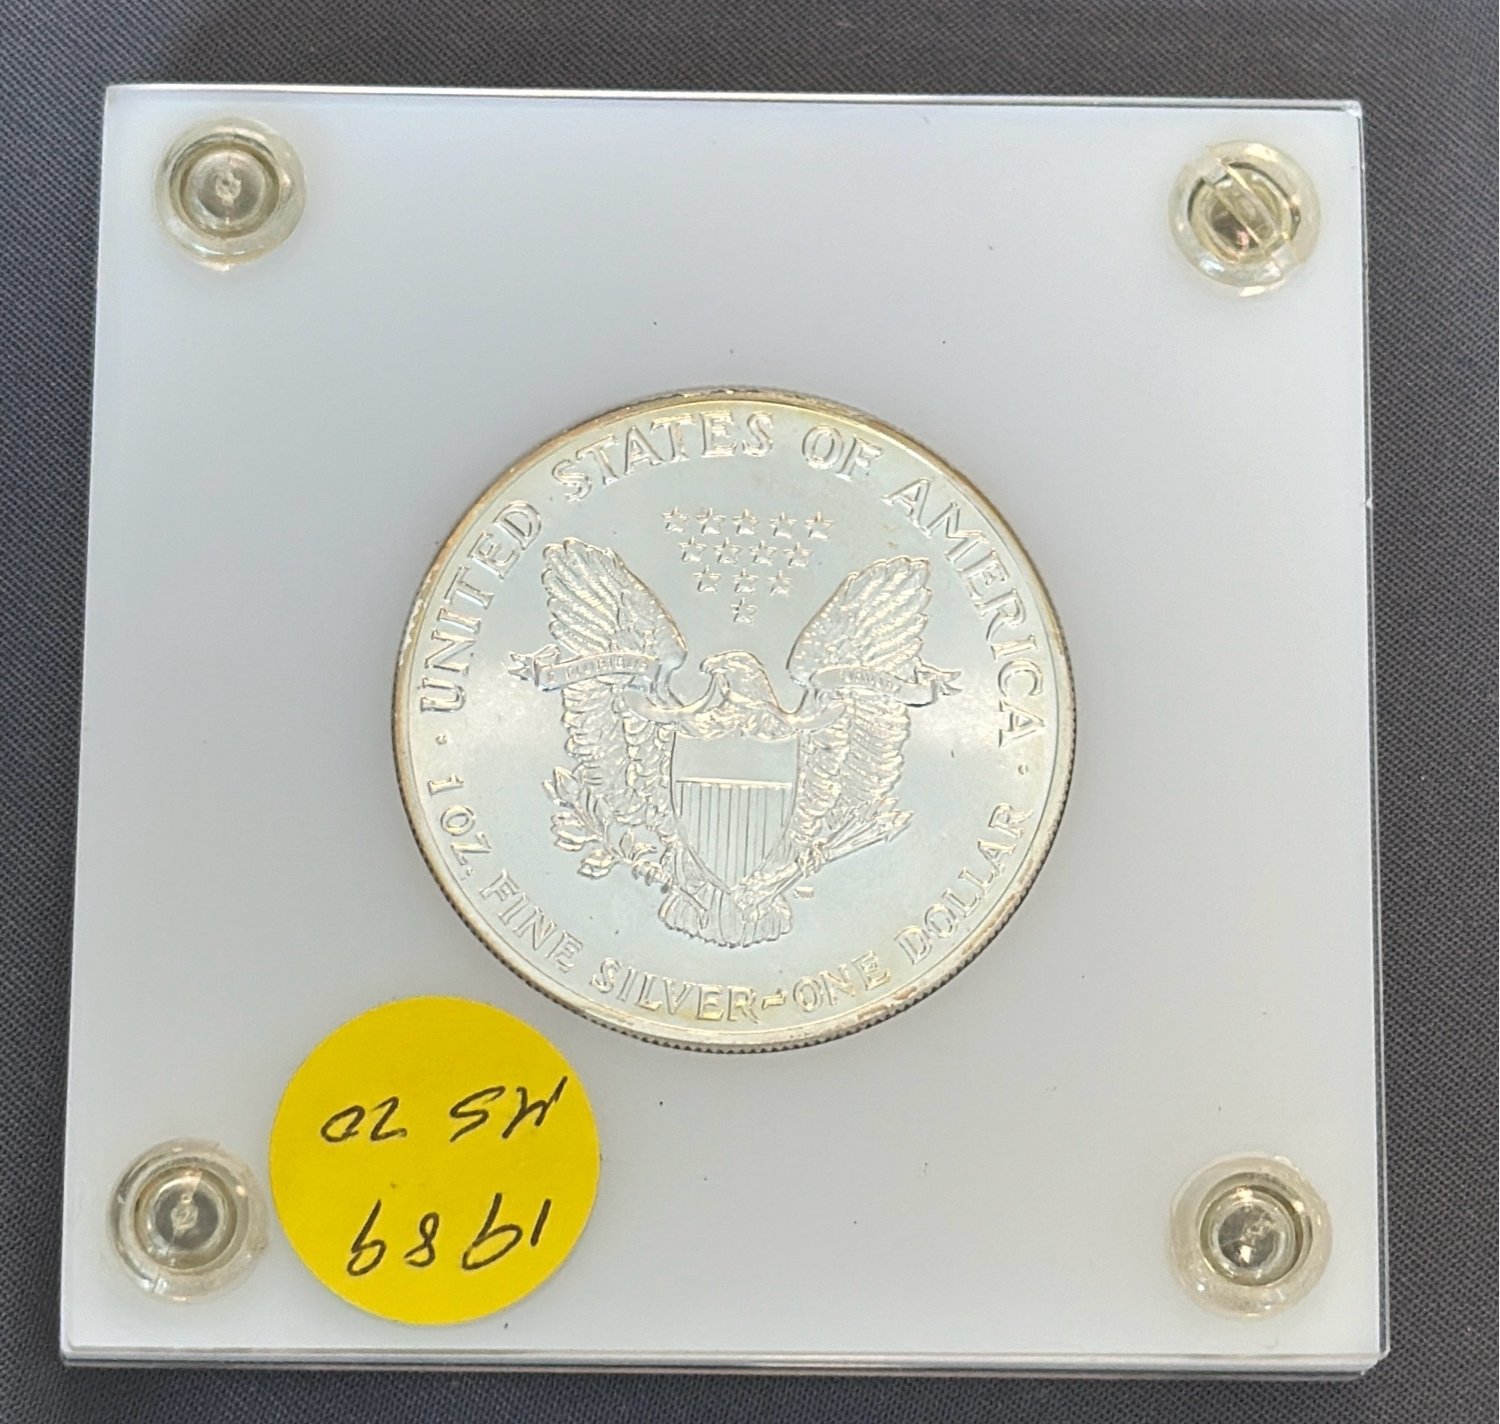 UNITED STATES OF AMERICA
1 OZ. FINE SILVER~ONE DOLLAR
1989
MS 70